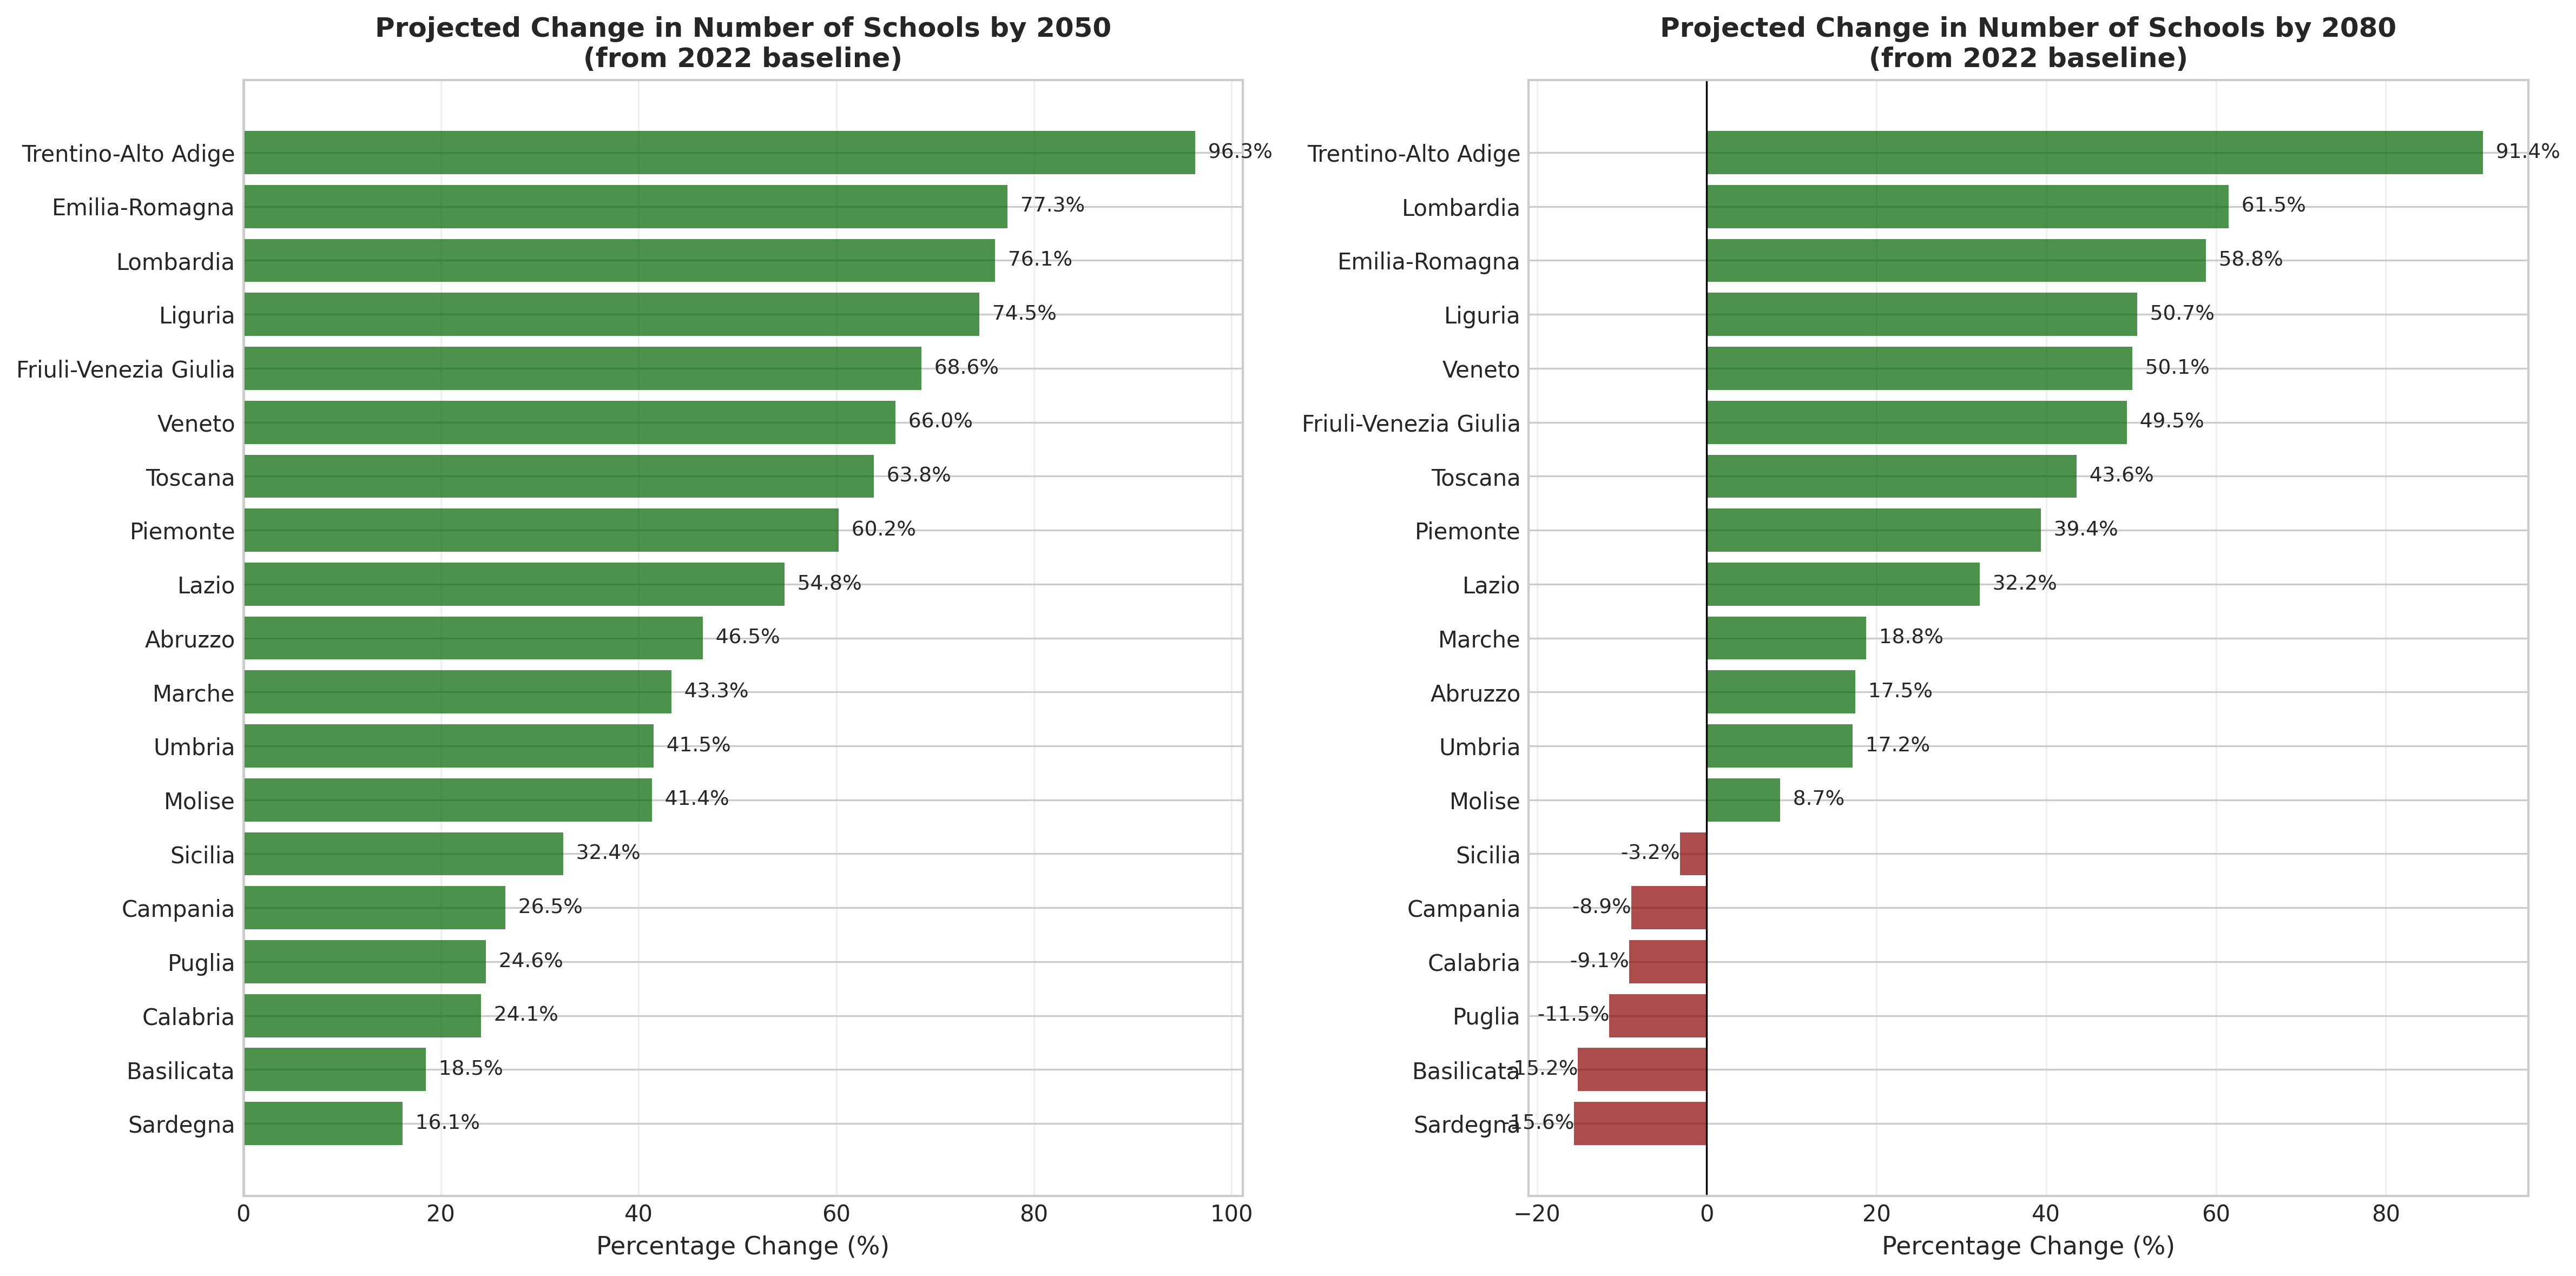 Projected Change in Number of Schools by 2050
(from 2022 baseline)
Trentino-Alto Adige 96.3%
Emilia-Romagna 77.3%
Lombardia 76.1%
Liguria 74.5%
Friuli-Venezia Giulia 68.6%
Veneto 66.0%
Toscana 63.8%
Piemonte 60.2%
Lazio 54.8%
Abruzzo 46.5%
Marche 43.3%
Umbria 41.5%
Molise 41.4%
Sicilia 32.4%
Campania 26.5%
Puglia 24.6%
Calabria 24.1%
Basilicata 18.5%
Sardegna 16.1%
0 20 40 60 80 100
Percentage Change (%)
Projected Change in Number of Schools by 2080
(from 2022 baseline)
Trentino-Alto Adige 91.4%
Lombardia 61.5%
Emilia-Romagna 58.8%
Liguria 50.7%
Veneto 50.1%
Friuli-Venezia Giulia 49.5%
Toscana 43.6%
Piemonte 39.4%
Lazio 32.2%
Marche 18.8%
Abruzzo 17.5%
Umbria 17.2%
Molise 8.7%
Sicilia -3.2%
Campania -8.9%
Calabria -9.1%
Puglia -11.5%
Basilicata -15.2%
Sardegna -15.6%
−20 0 20 40 60 80
Percentage Change (%)